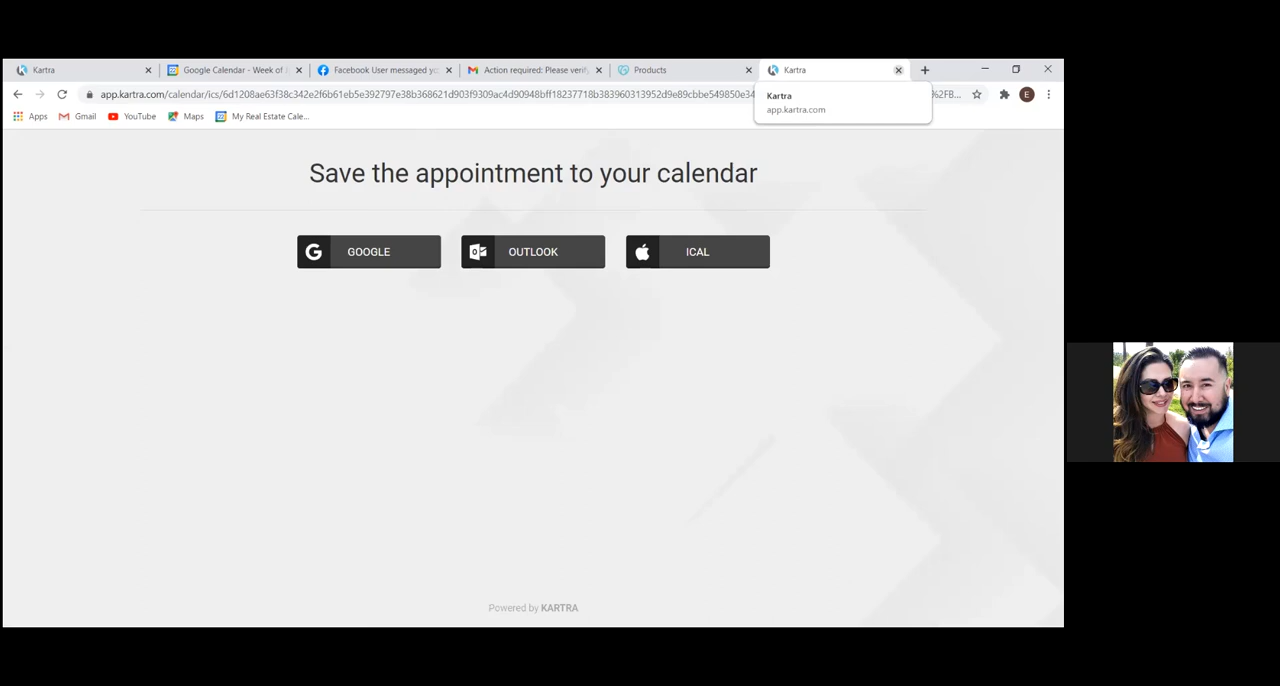 Kartra
Google Calendar - Week of J
Facebook User messaged yo
Action required: Please verify
Products
Kartra
app.kartra.com/calendar/ics/
Kartra
app.kartra.com
E
Apps
Gmail
YouTube
Maps
My Real Estate Cale...
Save the appointment to your calendar
G GOOGLE
OUTLOOK
ICAL
Powered by KARTRA